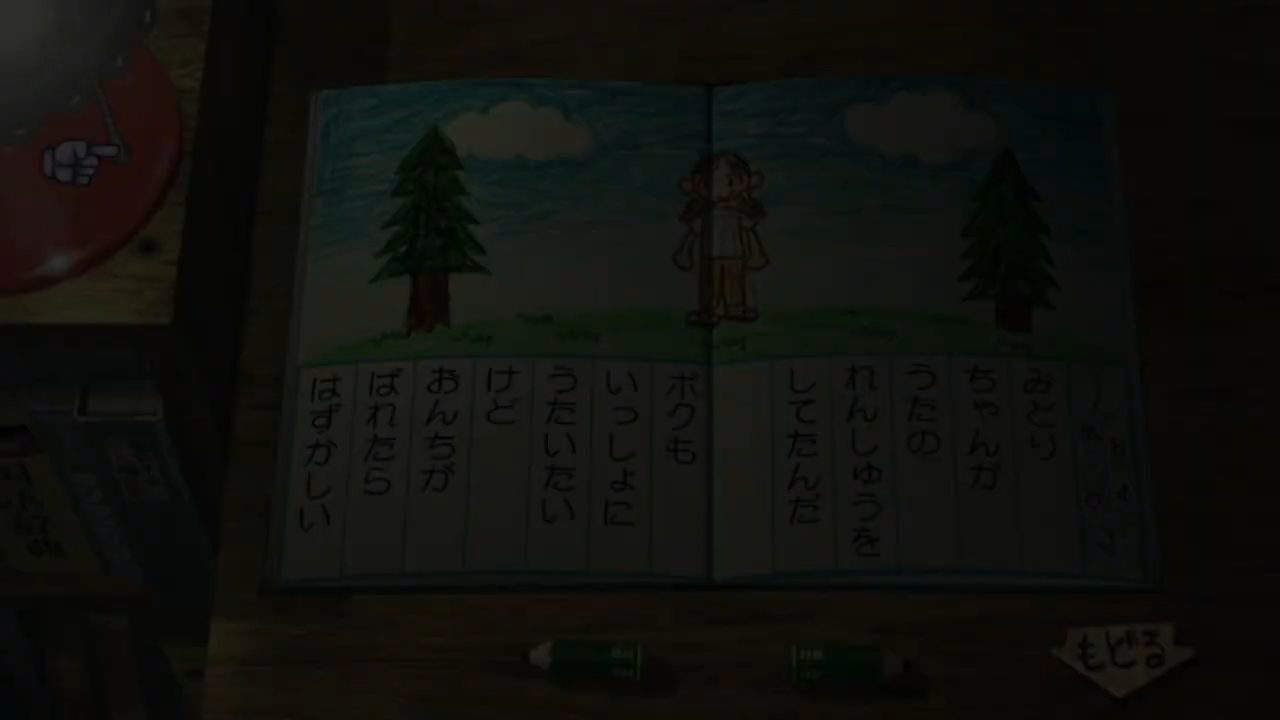 みどり
ちゃんが
うたの
れんしゅうを
してたんだ
ボクも
いっしょに
うたいたい
けど
おんちが
ばれたら
はずかしい
もどる